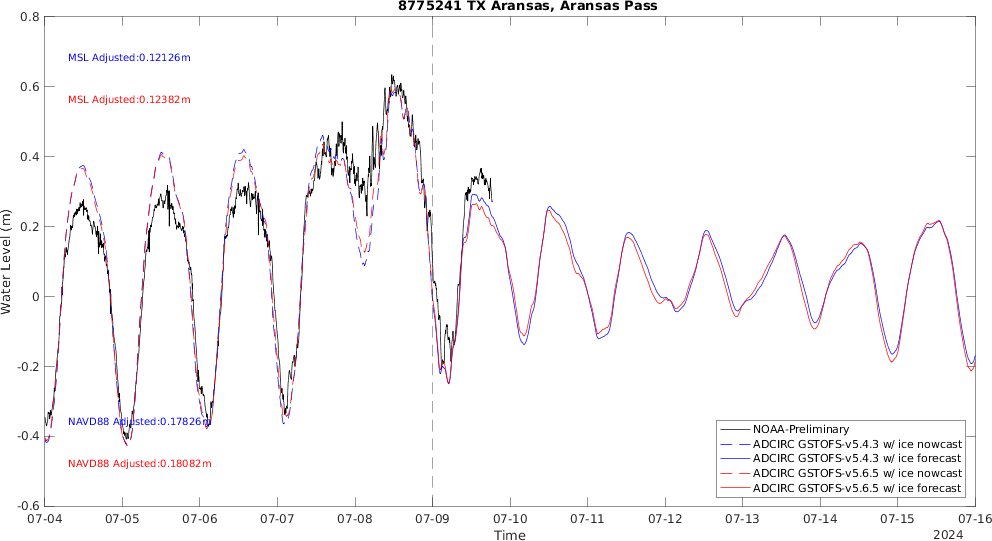 8775241 TX Aransas, Aransas Pass
0.8
0.6
0.4
0.2
0
-0.2
-0.4
-0.6
Water Level (m)
MSL Adjusted:0.12126m
MSL Adjusted:0.12382m
NAVD88 Adjusted:0.17826m
NAVD88 Adjusted:0.18082m
NOAA-Preliminary
ADCIRC GSTOFS-v5.4.3 w/ ice nowcast
ADCIRC GSTOFS-v5.4.3 w/ ice forecast
ADCIRC GSTOFS-v5.6.5 w/ ice nowcast
ADCIRC GSTOFS-v5.6.5 w/ ice forecast
07-04 07-05 07-06 07-07 07-08 07-09 07-10 07-11 07-12 07-13 07-14 07-15 07-16
Time
2024